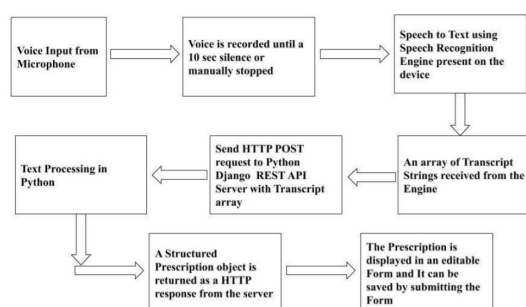 Voice Input from
Microphone
Voice is recorded until a
10 sec silence or
manually stopped
Speech to Text using
Speech Recognition
Engine present on the
device
An array of Transcript
Strings received from the
Engine
Send HTTP POST
request to Python
Django REST API
Server with Transcript
array
Text Processing in
Python
A Structured
Prescription object is
returned as a HTTP
response from the server
The Prescription is
displayed in an editable
Form and It can be
saved by submitting the
Form